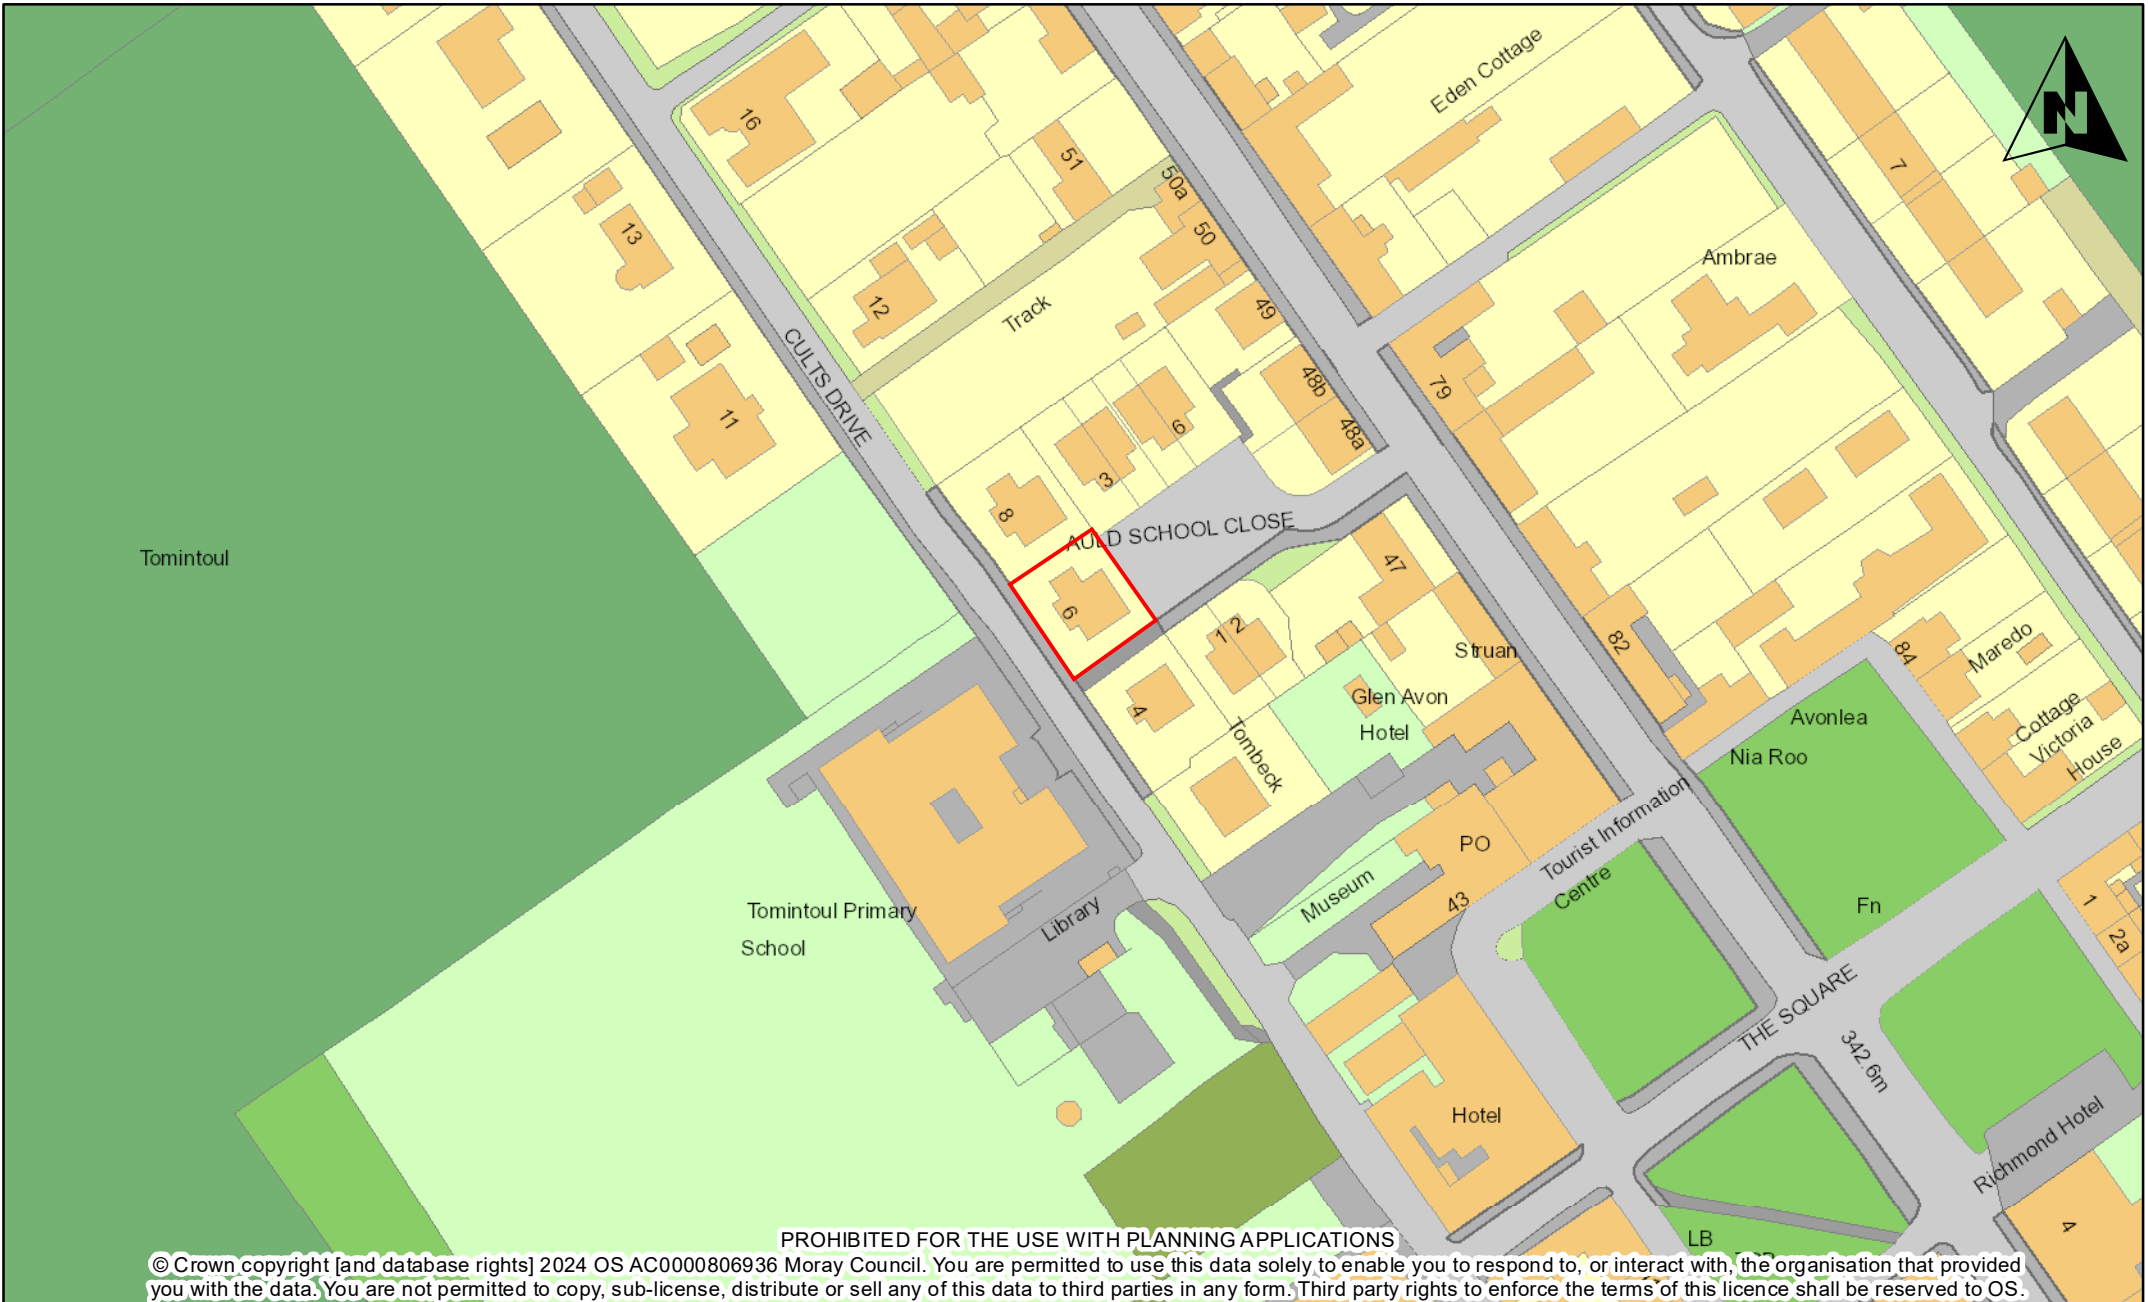 N
Eden Cottage
16
51
50a
7
13
50
Ambrae
12
Track
49
CULTS DRIVE
48b
79
11
6
48a
3
8
AULD SCHOOL CLOSE
Tomintoul
47
6
1
2
82
Struan
84
Maredo
Glen Avon
Hotel
4
Avonlea
Cottage
Victoria
House
Nia Roo
Tombeck
Tourist Information
Centre
PO
Museum
43
Fn
1
2a
Tomintoul Primary
School
Library
THE SQUARE
342.6m
Hotel
Richmond Hotel
4
LB
PROHIBITED FOR THE USE WITH PLANNING APPLICATIONS
© Crown copyright [and database rights] 2024 OS AC0000806936 Moray Council. You are permitted to use this data solely to enable you to respond to, or interact with, the organisation that provided
you with the data. You are not permitted to copy, sub-license, distribute or sell any of this data to third parties in any form. Third party rights to enforce the terms of this licence shall be reserved to OS.